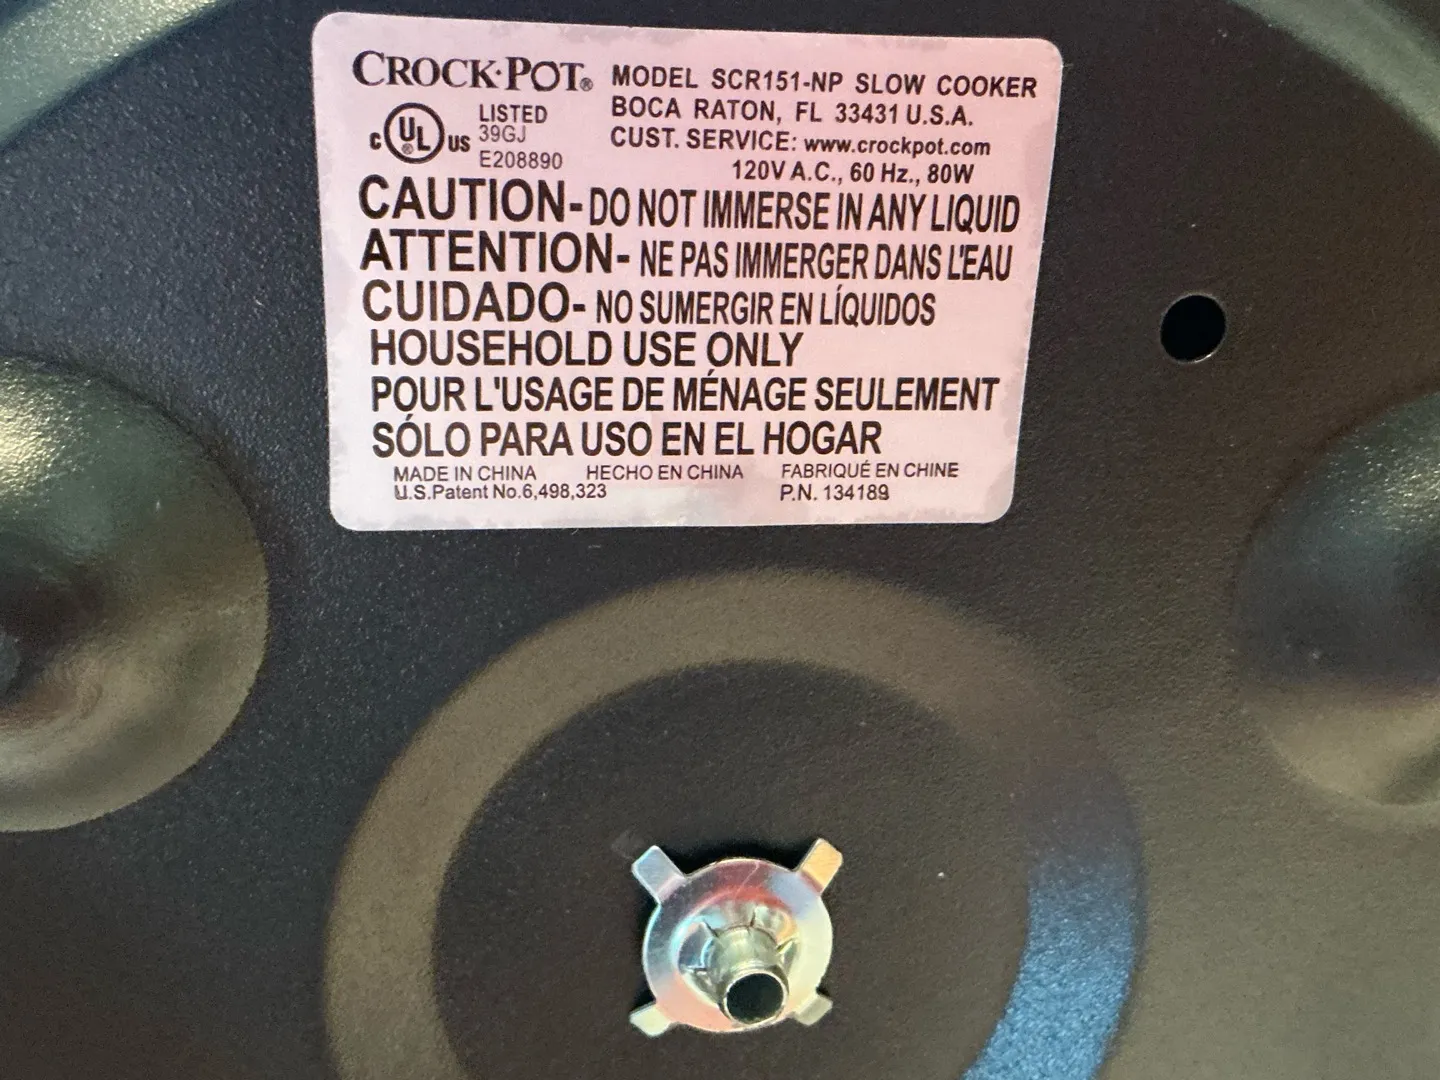 CROCK·POT® MODEL SCR151-NP SLOW COOKER
BOCA RATON, FL 33431 U.S.A.
CUST. SERVICE: www.crockpot.com
120V A.C., 60 Hz., 80W
C UL® US LISTED
39GJ
E208890
CAUTION- DO NOT IMMERSE IN ANY LIQUID
ATTENTION- NE PAS IMMERGER DANS L'EAU
CUIDADO- NO SUMERGIR EN LÍQUIDOS
HOUSEHOLD USE ONLY
POUR L'USAGE DE MÉNAGE SEULEMENT
SÓLO PARA USO EN EL HOGAR
MADE IN CHINA HECHO EN CHINA FABRIQUÉ EN CHINE
U.S.Patent No.6,498,323 P.N. 134189